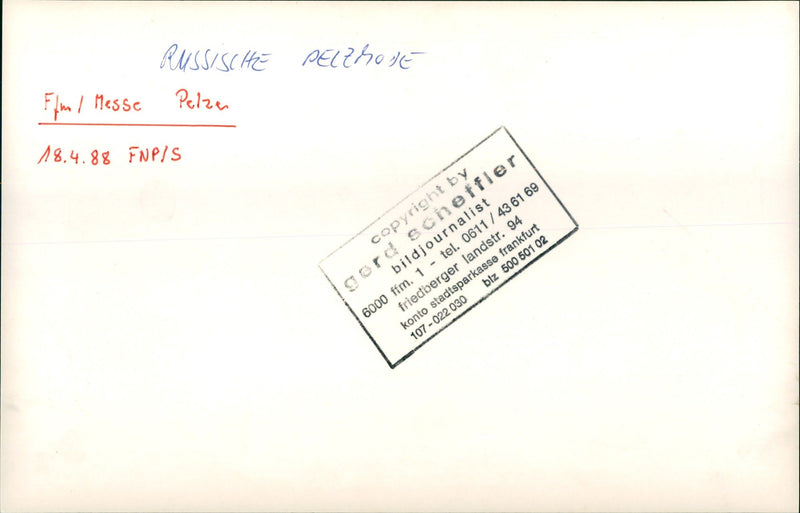 RUSSISCHE PELZMODE
Ffm / Messe Pelze
18.4.88 FNP/S
copyright by
gerd scheffler
bildjournalist
6000 ffm. 1 - tel. 0611 / 43 61 69
friedberger landstr. 94
konto stadtsparkasse frankfurt
107-022 030 blz 500 501 02